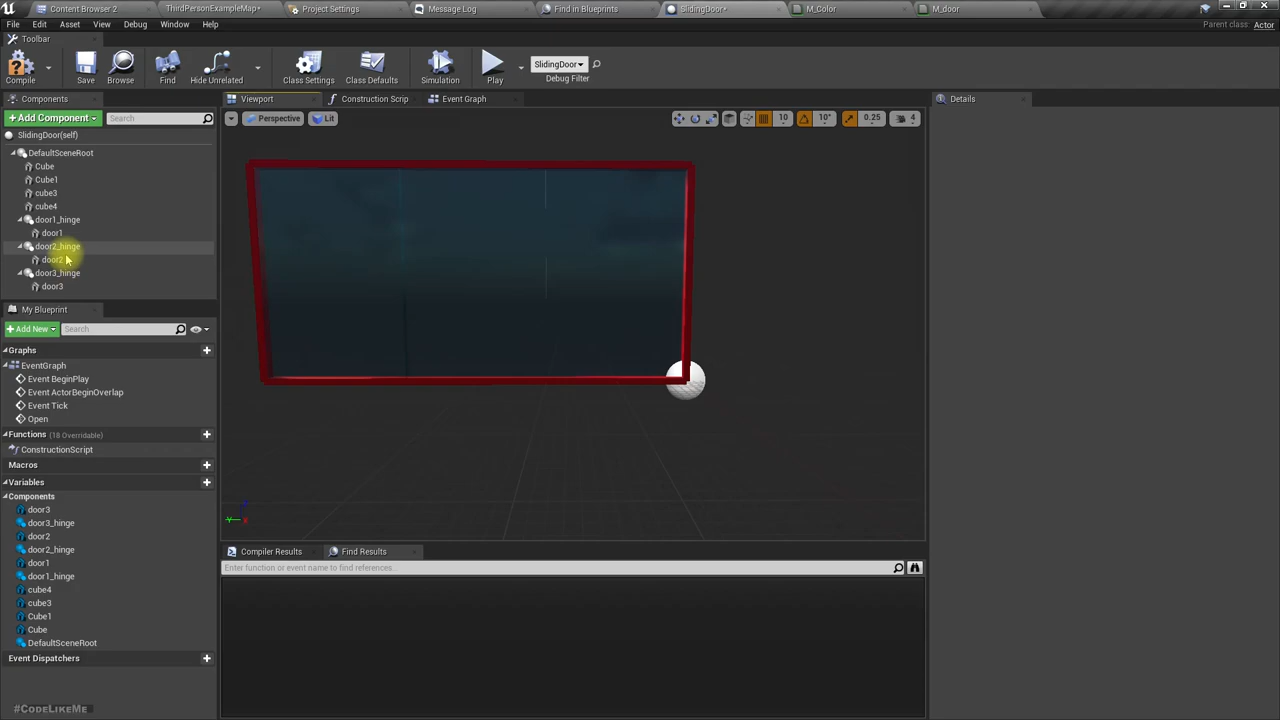 Content Browser 2
ThirdPersonExampleMap*
Project Settings
Message Log
Find in Blueprints
SlidingDoor*
M_Color
M_door
File Edit Asset View Debug Window Help
Parent class: Actor
Toolbar
Compile
Save
Browse
Find
Hide Unrelated
Class Settings
Class Defaults
Simulation
Play
SlidingDoor
Debug Filter
Components
Viewport
Construction Scrip
Event Graph
Details
+Add Component
Search
Perspective
Lit
10
10°
0.25
4
SlidingDoor(self)
DefaultSceneRoot
Cube
Cube1
cube3
cube4
door1_hinge
door1
door2_hinge
door2
door3_hinge
door3
My Blueprint
+Add New
Search
Graphs
EventGraph
Event BeginPlay
Event ActorBeginOverlap
Event Tick
Open
Functions (18 Overridable)
ConstructionScript
Macros
Variables
Components
door3
door3_hinge
door2
door2_hinge
door1
door1_hinge
cube4
cube3
Cube1
Cube
DefaultSceneRoot
Event Dispatchers
Compiler Results
Find Results
Enter function or event name to find references...
#CODELIKEME